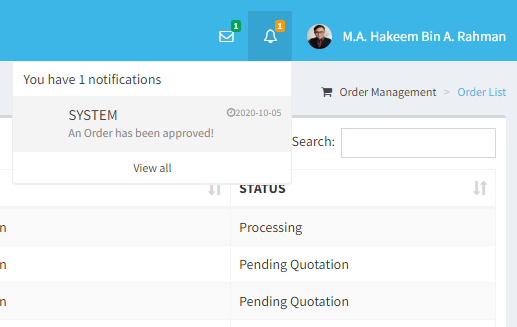 1
1
M.A. Hakeem Bin A. Rahman
You have 1 notifications
Order Management > Order List
SYSTEM
2020-10-05
An Order has been approved!
Search:
View all
STATUS
n
Processing
n
Pending Quotation
n
Pending Quotation